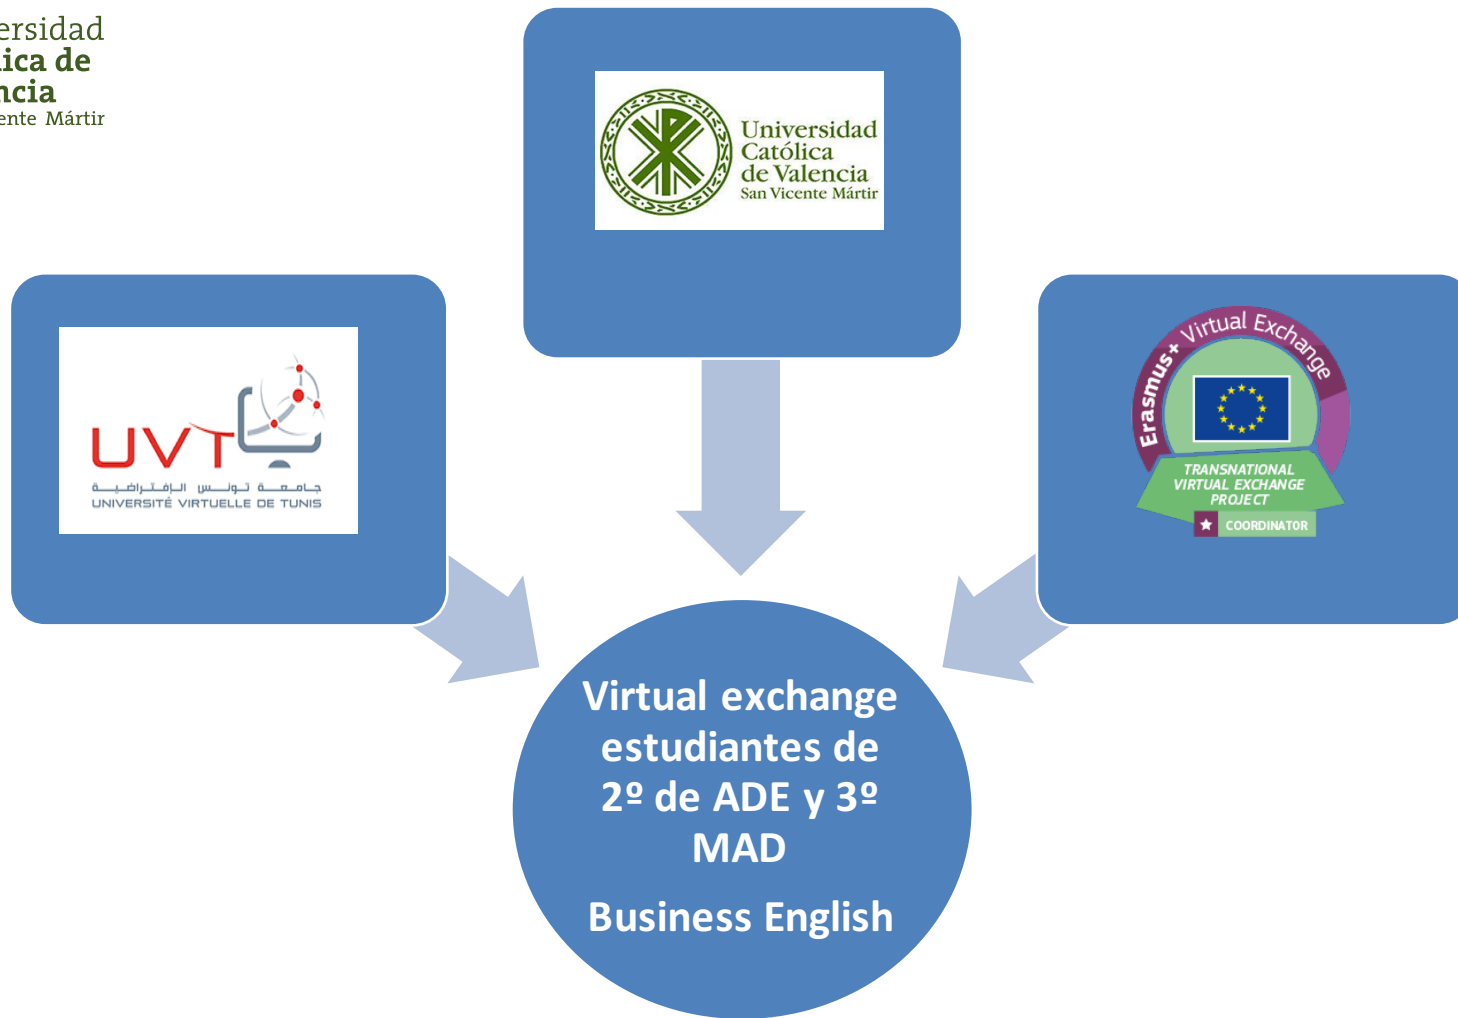 ersidad
ica de
ncia
ente Mártir
Universidad
Católica
de Valencia
San Vicente Mártir
UVT
جامعة تونس الإفتراضية
UNIVERSITÉ VIRTUELLE DE TUNIS
Erasmus+ Virtual Exchange
TRANSNATIONAL
VIRTUAL EXCHANGE
PROJECT
COORDINATOR
Virtual exchange
estudiantes de
2º de ADE y 3º
MAD
Business English